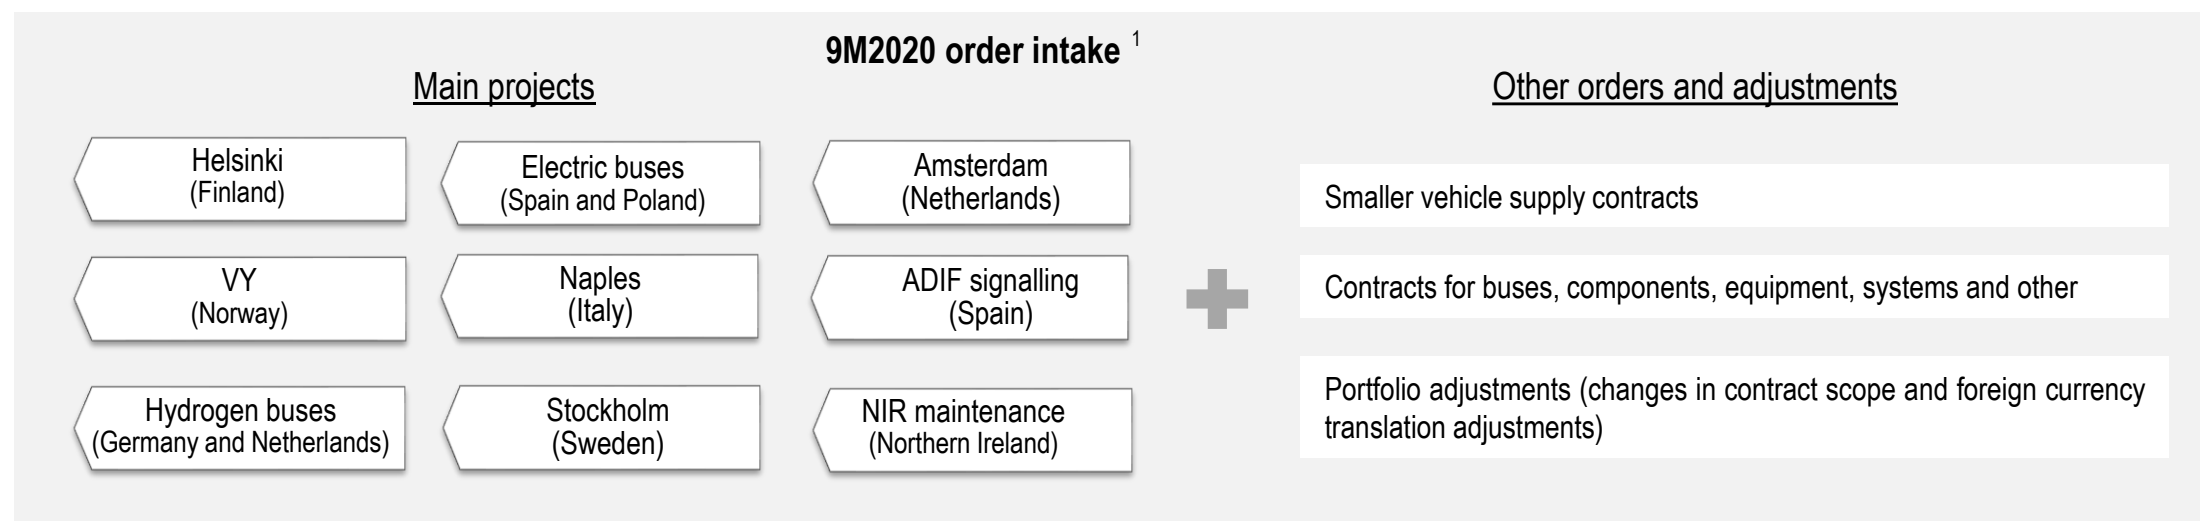 9M2020 order intake 1
Main projects
Helsinki
(Finland)
Electric buses
(Spain and Poland)
Amsterdam
(Netherlands)
VY
(Norway)
Naples
(Italy)
ADIF signalling
(Spain)
Hydrogen buses
(Germany and Netherlands)
Stockholm
(Sweden)
NIR maintenance
(Northern Ireland)
Other orders and adjustments
Smaller vehicle supply contracts
Contracts for buses, components, equipment, systems and other
Portfolio adjustments (changes in contract scope and foreign currency
translation adjustments)